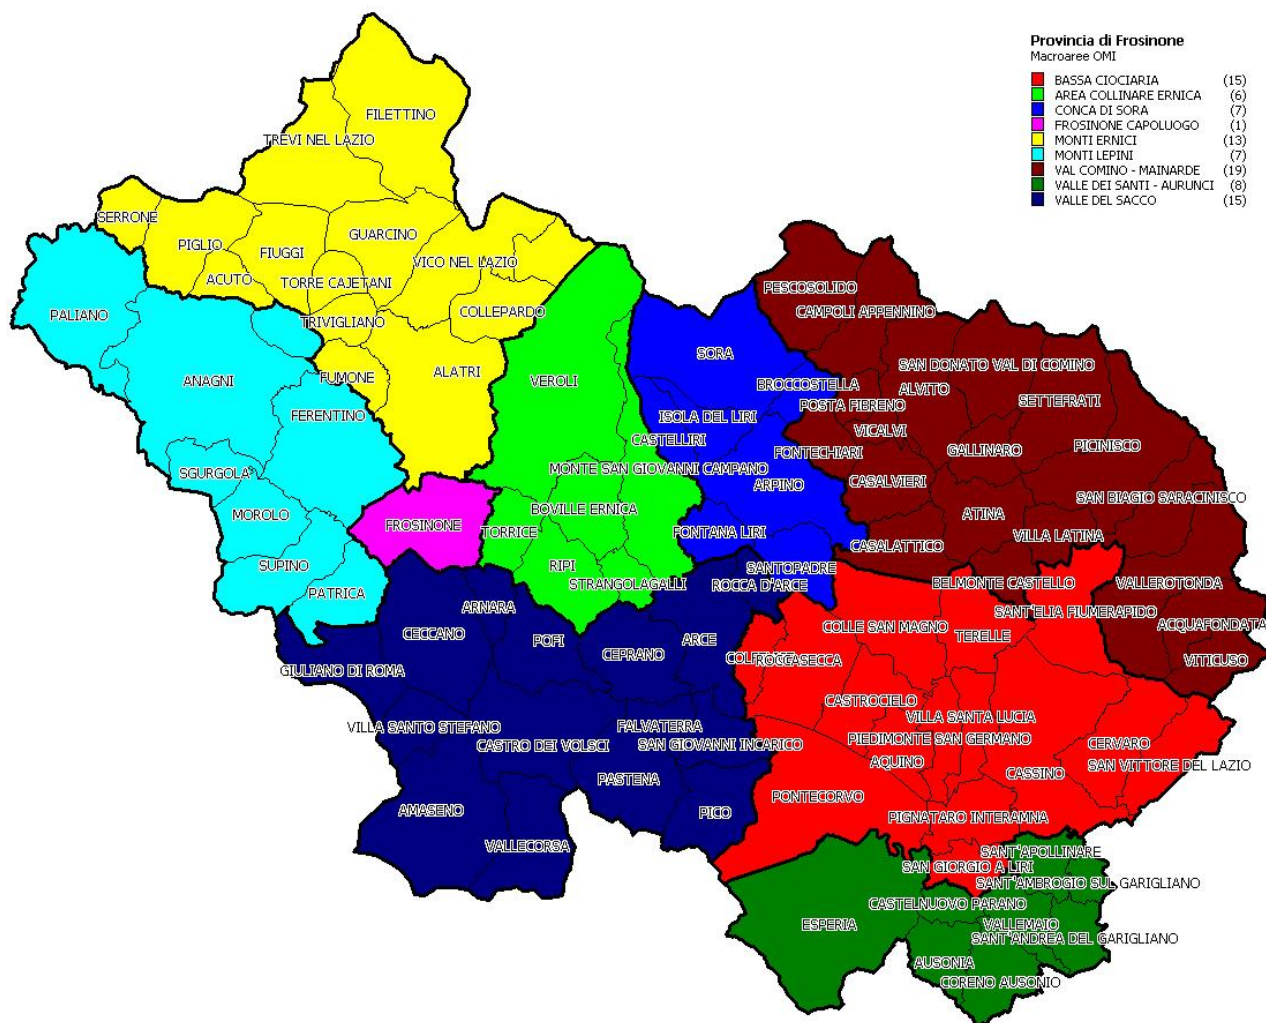 Provincia di Frosinone
Macroaree OMI
BASSA CIOCIARIA (15)
AREA COLLINARE ERNICA (6)
CONCA DI SORA (7)
FROSINONE CAPOLUOGO (1)
MONTI ERNICI (13)
MONTI LEPINI (7)
VAL COMINO - MAINARDE (19)
VALLE DEI SANTI - AURUNCI (8)
VALLE DEL SACCO (15)
FILETTINO
TREVI NEL LAZIO
SERRONE
PIGLIO
FIUGGI
GUARCINO
ACUTO
TORRE CAJETANI
VICO NEL LAZIO
COLLEPARDO
TRIVIGLIANO
FUMONE
ALATRI
PALIANO
ANAGNI
FERENTINO
SGURGOLA
MOROLO
SUPINO
PATRICA
FROSINONE
VEROLI
MONTE SAN GIOVANNI CAMPANO
BOVILLE ERNICA
TORRICE
RIPI
STRANGOLAGALLI
SORA
BROCCOSTELLA
ISOLA DEL LIRI
CASTELLIRI
ARPINO
FONTANA LIRI
SANTOPADRE
PESCOSOLIDO
CAMPOLI APPENNINO
SAN DONATO VAL DI COMINO
ALVITO
POSTA FIBRENO
SETTEFRATI
VICALVI
FONTECHIARI
GALLINARO
PICINISCO
CASALVIERI
SAN BIAGIO SARACINISCO
ATINA
VILLA LATINA
CASALATTICO
BELMONTE CASTELLO
VALLEROTONDA
ACQUAFONDATA
VITICUSO
SANT'ELIA FIUMERAPIDO
COLLE SAN MAGNO
TERELLE
ROCCASECCA
CASTROCIELO
VILLA SANTA LUCIA
PIEDIMONTE SAN GERMANO
CERVARO
AQUINO
CASSINO
SAN VITTORE DEL LAZIO
PONTECORVO
PIGNATARO INTERAMNA
SAN GIORGIO A LIRI
ROCCA D'ARCE
ARNARA
CECCANO
POFI
ARCE
CEPRANO
GIULIANO DI ROMA
VILLA SANTO STEFANO
FALVATERRA
CASTRO DEI VOLSCI
SAN GIOVANNI INCARICO
PASTENA
AMASENO
PICO
VALLECORSA
SANT'APOLLINARE
SANT'AMBROGIO SUL GARIGLIANO
CASTELNUOVO PARANO
ESPERIA
VALLEMAIO
SANT'ANDREA DEL GARIGLIANO
AUSONIA
CORENO AUSONIO